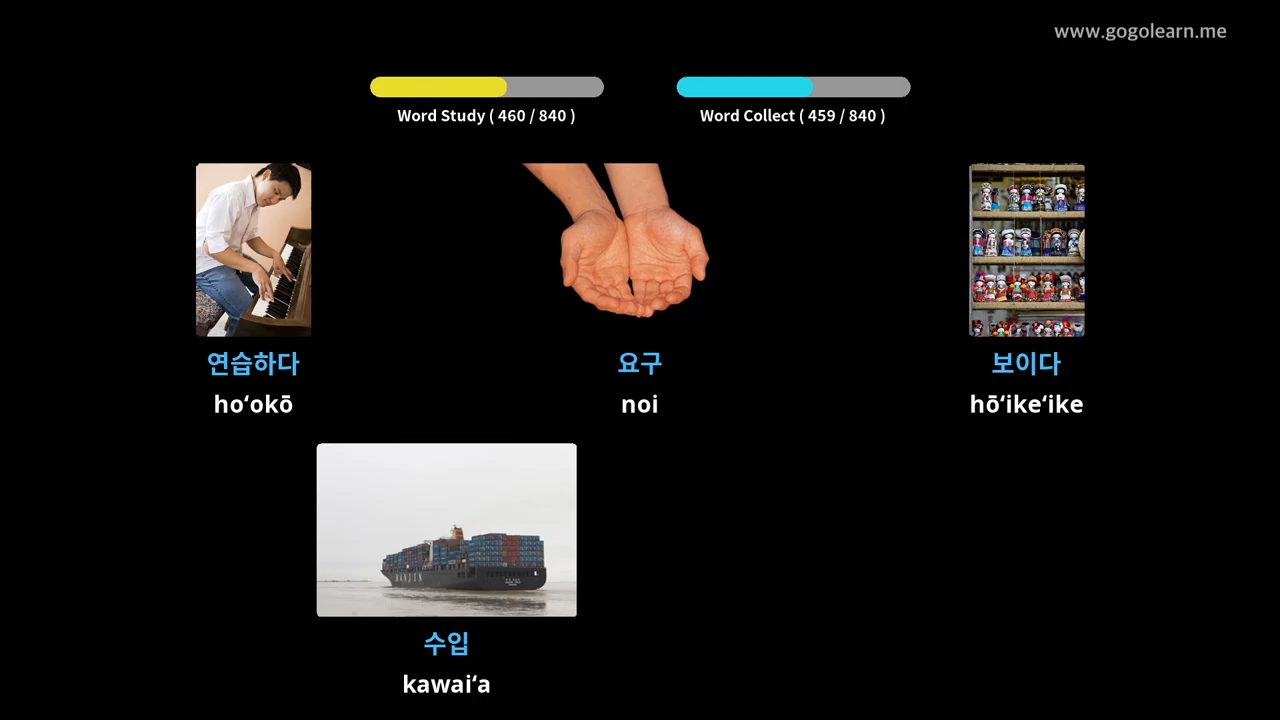 www.gogolearn.me
Word Study ( 460 / 840 )
Word Collect ( 459 / 840 )
연습하다
hoʻokō
요구
noi
보이다
hōʻikeʻike
HANJIN
수입
kawaiʻa